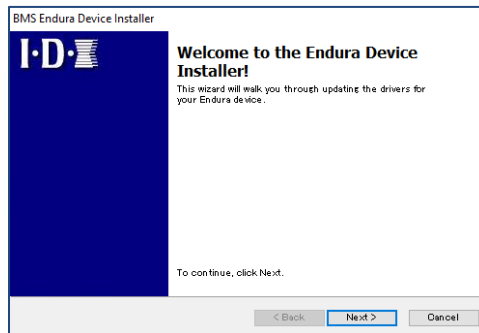 BMS Endura Device Installer
I·D·X
Welcome to the Endura Device
Installer!
This wizard will walk you through updating the drivers for
your Endura device.
To continue, click Next.
< Back
Next >
Cancel